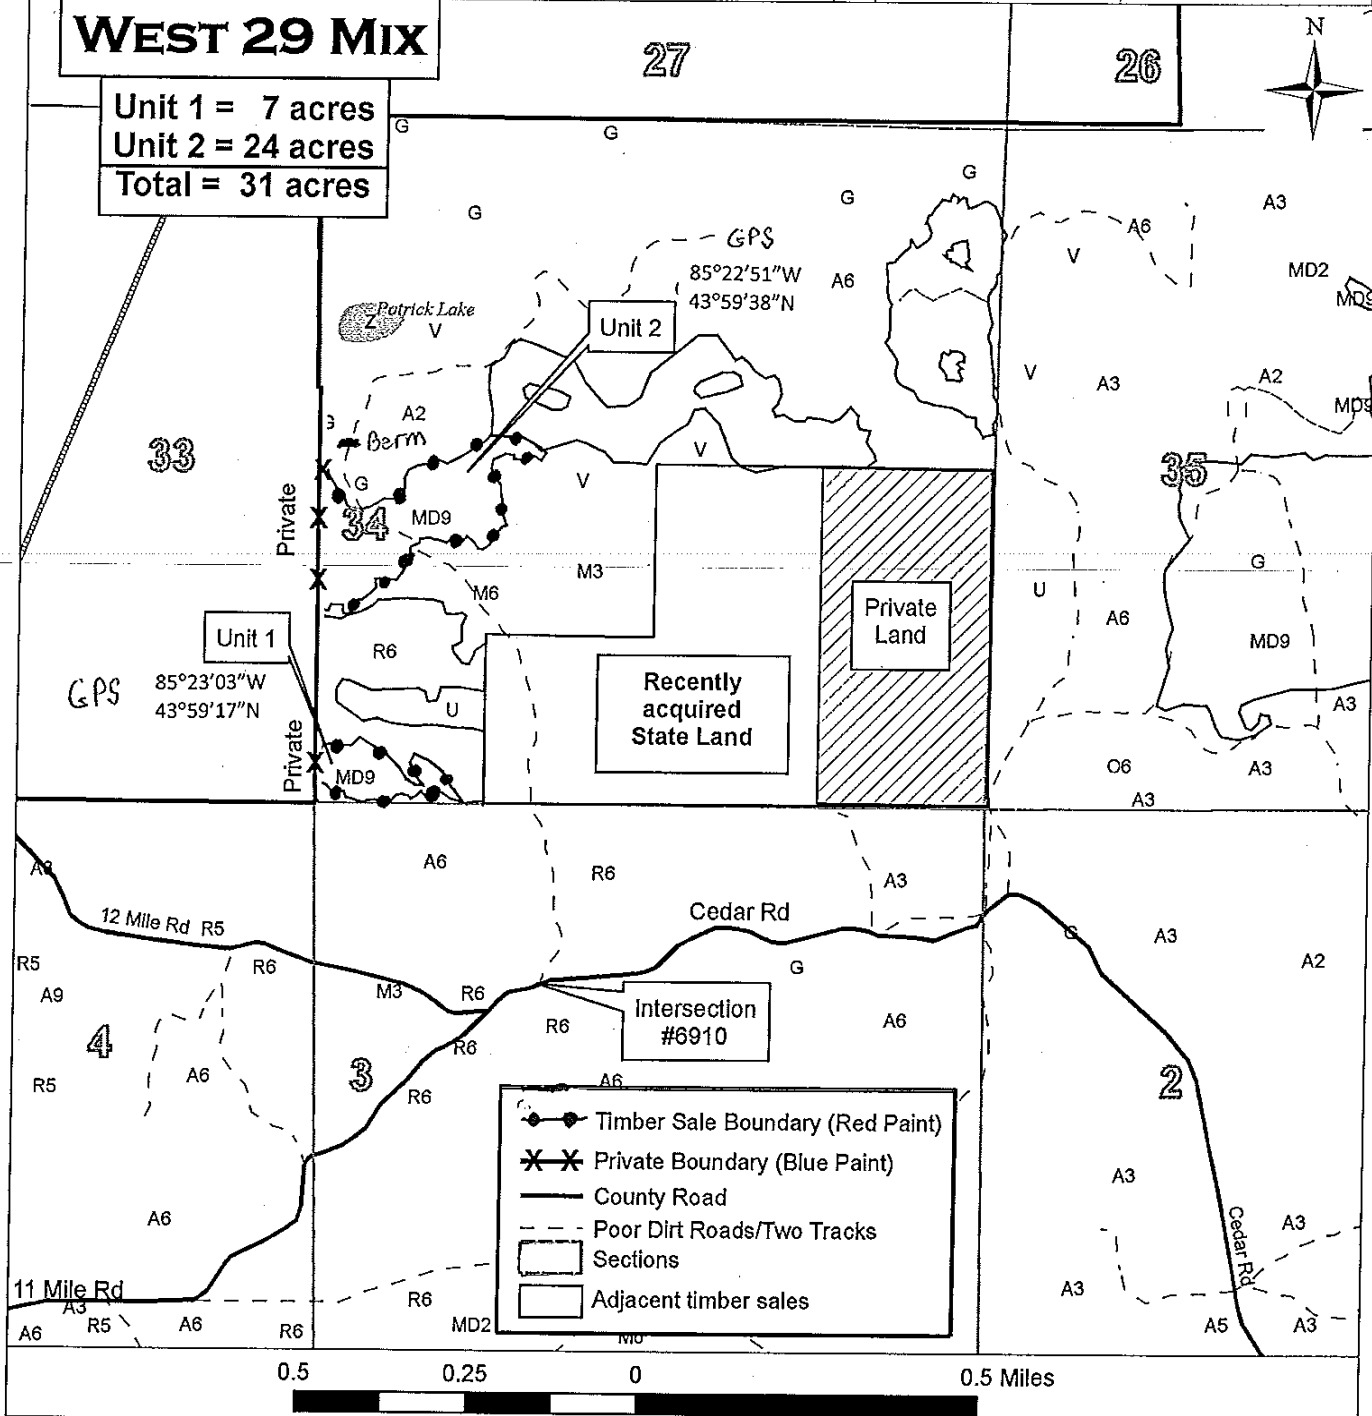 WEST 29 MIX
27
26
N
Unit 1 = 7 acres
Unit 2 = 24 acres
Total = 31 acres
G
G
G
G
G
A3
A6
GPS
85°22'51"W
43°59'38"N
A6
V
MD2
MD9
Potrick Lake
Z
V
Unit 2
V
A3
A2
MD9
A2
G
Berm
V
33
35
G
V
Private
34
MD9
M3
M6
G
U
A6
Private
Land
Unit 1
R6
MD9
GPS
85°23'03"W
43°59'17"N
Recently
acquired
State Land
U
A3
Private
MD9
O6
A3
A3
A6
R6
A3
A3
12 Mile Rd
R5
Cedar Rd
G
A3
A2
R5
R6
G
A9
M3
R6
Intersection
#6910
R6
A6
4
R6
3
A6
R5
R6
A6
2
Timber Sale Boundary (Red Paint)
Private Boundary (Blue Paint)
County Road
Poor Dirt Roads/Two Tracks
Sections
Adjacent timber sales
A3
A6
Cedar Rd
A3
A3
11 Mile Rd
A3
R6
A6
R5
A6
R6
MD2
A5
A3
0.5
0.25
0
0.5 Miles